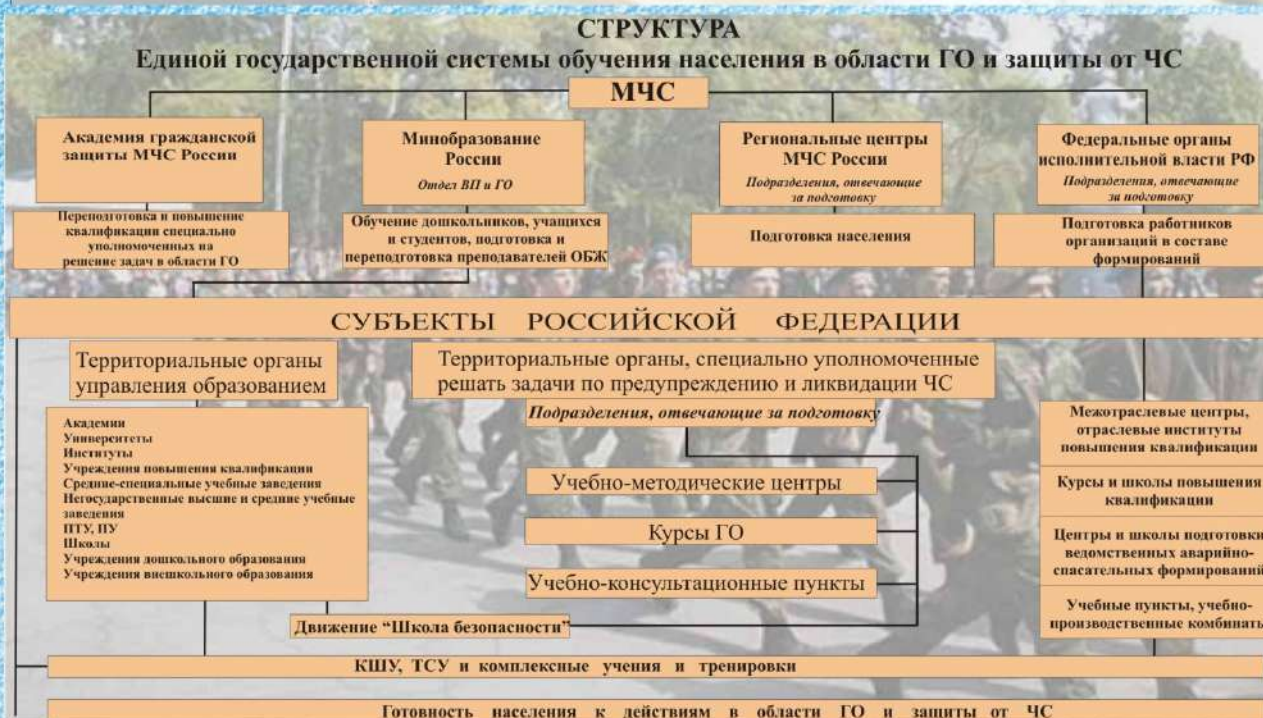 СТРУКТУРА
Единой государственной системы обучения населения в области ГО и защиты от ЧС
МЧС
Академия гражданской
защиты МЧС России
Минобразование
России
Отдел ВП и ГО
Региональные центры
МЧС России
Подразделения, отвечающие
за подготовку
Федеральные органы
исполнительной власти РФ
Подразделения, отвечающие
за подготовку
Переподготовка и повышение
квалификации специально
уполномоченных на
решение задач в области ГО
Обучение дошкольников, учащихся
и студентов, подготовка и
переподготовка преподавателей ОБЖ
Подготовка населения
Подготовка работников
организаций в составе
формирований
СУБЪЕКТЫ РОССИЙСКОЙ ФЕДЕРАЦИИ
Территориальные органы
управления образованием
Территориальные органы, специально уполномоченные
решать задачи по предупреждению и ликвидации ЧС
Подразделения, отвечающие за подготовку
Академии
Университеты
Институты
Учреждения повышения квалификации
Средние-специальные учебные заведения
Негосударственные высшие и средние учебные
заведения
ПТУ, ПУ
Школы
Учреждения дошкольного образования
Учреждения внешкольного образования
Учебно-методические центры
Курсы ГО
Учебно-консультационные пункты
Движение “Школа безопасности”
Межотраслевые центры,
отраслевые институты
повышения квалификации
Курсы и школы повышения
квалификации
Центры и школы подготовки
ведомственных аварийно-
спасательных формирований
Учебные пункты, учебно-
производственные комбинаты
КШУ, ТСУ и комплексные учения и тренировки
Готовность населения к действиям в области ГО и защиты от ЧС